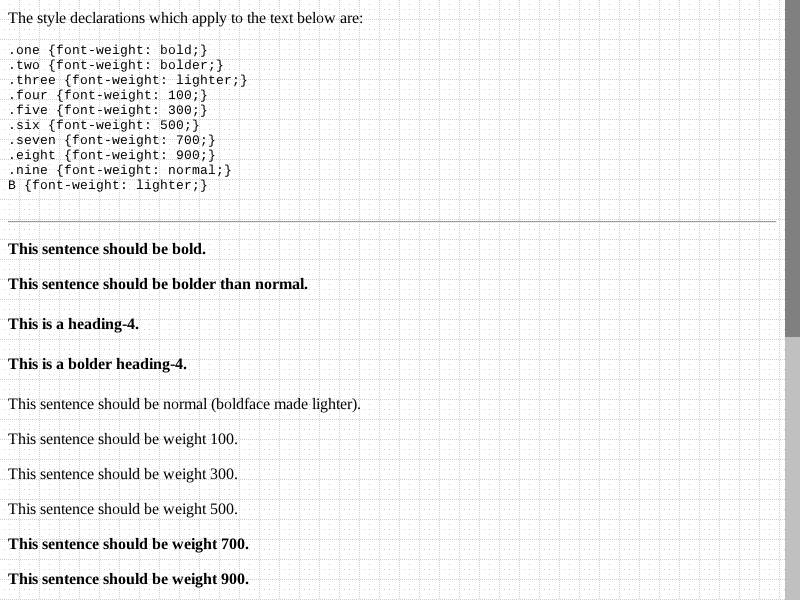 The style declarations which apply to the text below are:
.one {font-weight: bold;}
.two {font-weight: bolder;}
.three {font-weight: lighter;}
.four {font-weight: 100;}
.five {font-weight: 300;}
.six {font-weight: 500;}
.seven {font-weight: 700;}
.eight {font-weight: 900;}
.nine {font-weight: normal;}
B {font-weight: lighter;}
This sentence should be bold.
This sentence should be bolder than normal.
This is a heading-4.
This is a bolder heading-4.
This sentence should be normal (boldface made lighter).
This sentence should be weight 100.
This sentence should be weight 300.
This sentence should be weight 500.
This sentence should be weight 700.
This sentence should be weight 900.